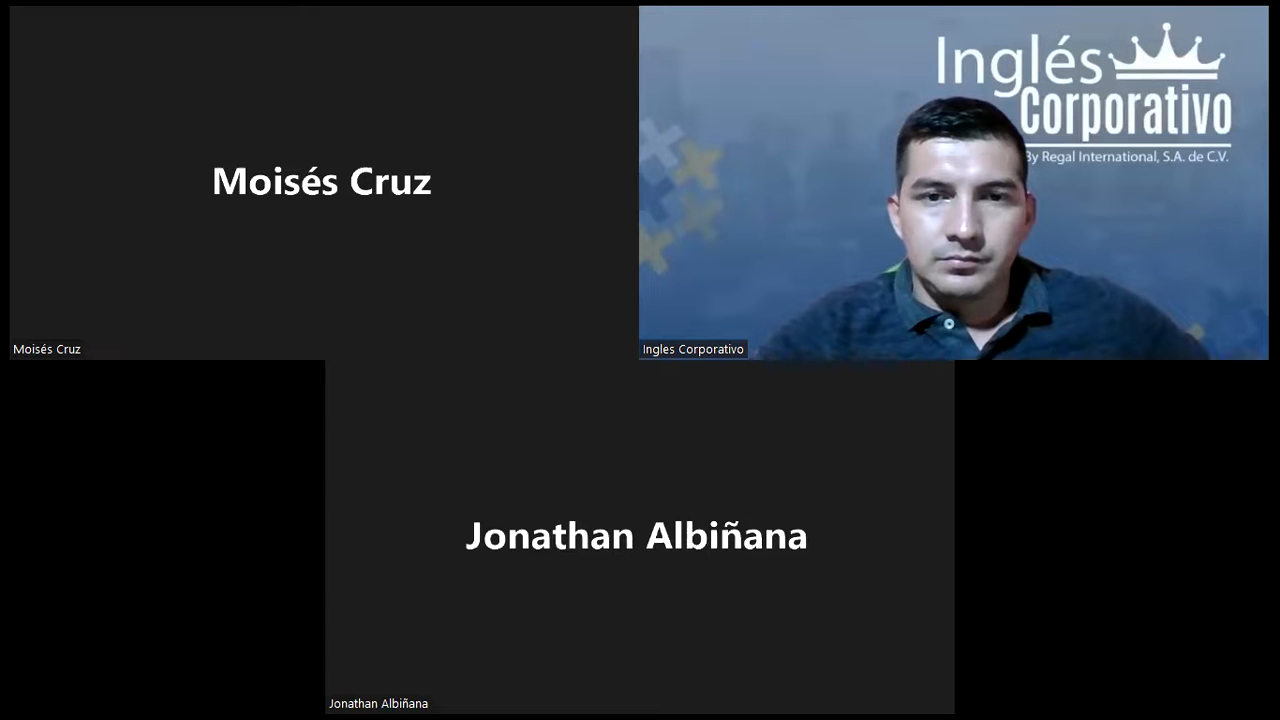 Moisés Cruz
Moisés Cruz
Inglés
Corporativo
By Regal International, S.A. de C.V.
Ingles Corporativo
Jonathan Albiñana
Jonathan Albiñana